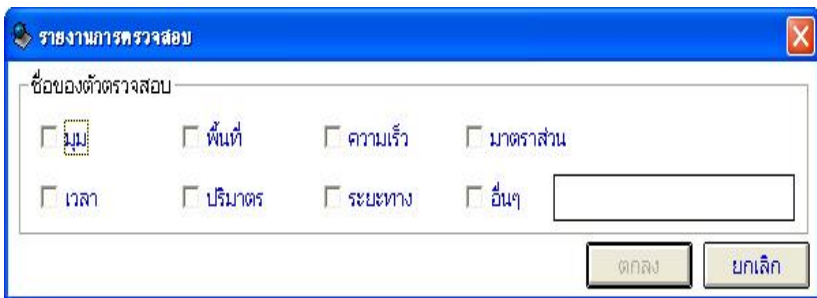 รายงานการตรวจสอบ
ชื่อของตัวตรวจสอบ
มุม พื้นที่ ความเร็ว มาตราส่วน
เวลา ปริมาตร ระยะทาง อื่นๆ
ตกลง ยกเลิก